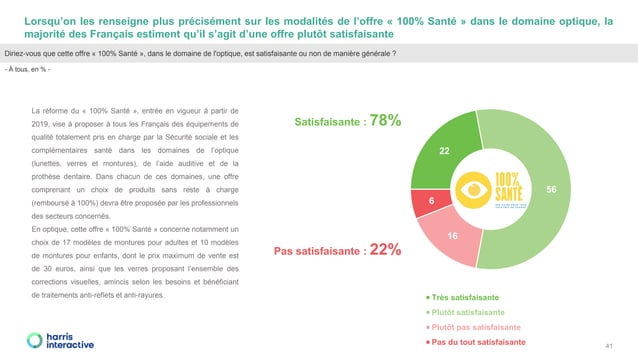 Lorsqu’on les renseigne plus précisément sur les modalités de l’offre « 100% Santé » dans le domaine optique, la
majorité des Français estiment qu’il s’agit d’une offre plutôt satisfaisante
Diriez-vous que cette offre « 100% Santé », dans le domaine de l'optique, est satisfaisante ou non de manière générale ?
- À tous, en % -
La réforme du « 100% Santé », entrée en vigueur à partir de
2019, vise à proposer à tous les Français des équipements de
qualité totalement pris en charge par la Sécurité sociale et les
complémentaires santé dans les domaines de l’optique
(lunettes, verres et montures), de l’aide auditive et de la
prothèse dentaire. Dans chacun de ces domaines, une offre
comprenant un choix de produits sans reste à charge
(remboursé à 100%) devra être proposée par les professionnels
des secteurs concernés.
En optique, cette offre « 100% Santé » concerne notamment un
choix de 17 modèles de montures pour adultes et 10 modèles
de montures pour enfants, dont le prix maximum de vente est
de 30 euros, ainsi que les verres proposant l’ensemble des
corrections visuelles, amincis selon les besoins et bénéficiant
de traitements anti-reflets et anti-rayures.
Satisfaisante : 78%
Pas satisfaisante : 22%
22
56
6
16
100%
SANTÉ
Très satisfaisante
Plutôt satisfaisante
Plutôt pas satisfaisante
Pas du tout satisfaisante
harris
interactive
41